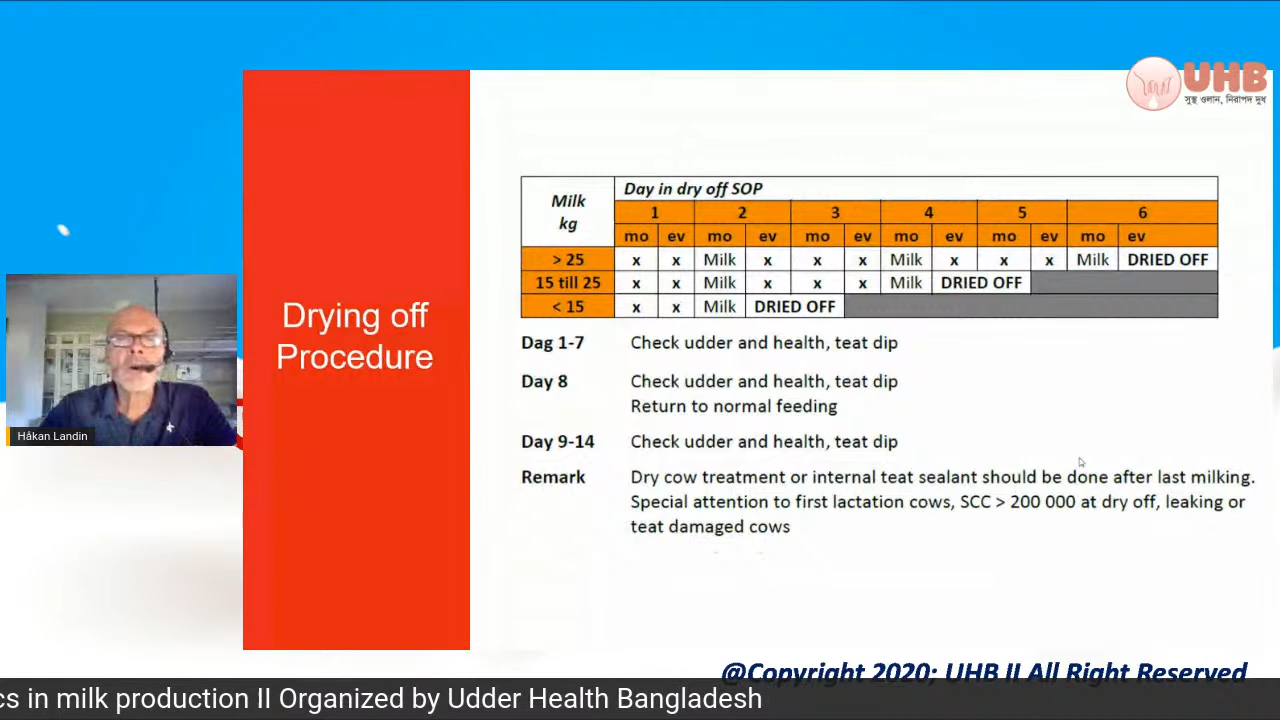 UHB
সুস্থ ওলান, নিরাপদ দুধ
Drying off
Procedure
Milk
kg
Day in dry off SOP
1 2 3 4 5 6
mo ev mo ev mo ev mo ev mo ev mo ev
> 25 x x Milk x x x Milk x x x Milk DRIED OFF
15 till 25 x x Milk x x x Milk DRIED OFF
< 15 x x Milk DRIED OFF
Dag 1-7 Check udder and health, teat dip
Day 8 Check udder and health, teat dip
Return to normal feeding
Day 9-14 Check udder and health, teat dip
Remark Dry cow treatment or internal teat sealant should be done after last milking.
Special attention to first lactation cows, SCC > 200 000 at dry off, leaking or
teat damaged cows
Håkan Landin
@Copyright 2020; UHB II All Right Reserved
cs in milk production II Organized by Udder Health Bangladesh